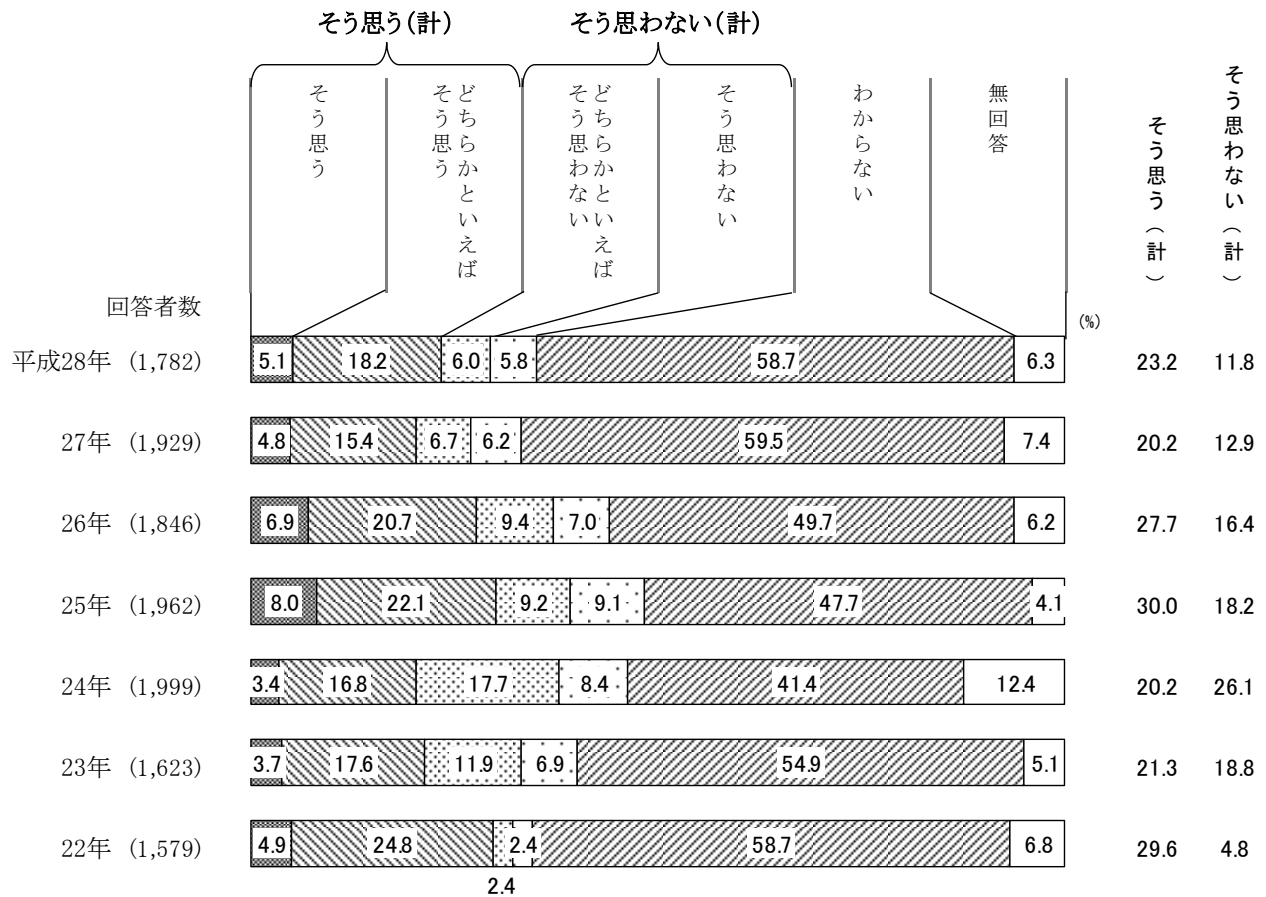 そう思う(計)
そう思わない(計)
そう思う
どちらかといえば
そう思う
どちらかといえば
そう思わない
そう思わない
わからない
無回答
そう思う(計)
そう思わない(計)
回答者数
(%)
平成28年 (1,782) 5.1 18.2 6.0 5.8 58.7 6.3 23.2 11.8
27年 (1,929) 4.8 15.4 6.7 6.2 59.5 7.4 20.2 12.9
26年 (1,846) 6.9 20.7 9.4 7.0 49.7 6.2 27.7 16.4
25年 (1,962) 8.0 22.1 9.2 9.1 47.7 4.1 30.0 18.2
24年 (1,999) 3.4 16.8 17.7 8.4 41.4 12.4 20.2 26.1
23年 (1,623) 3.7 17.6 11.9 6.9 54.9 5.1 21.3 18.8
22年 (1,579) 4.9 24.8 2.4 58.7 6.8 29.6 4.8
2.4